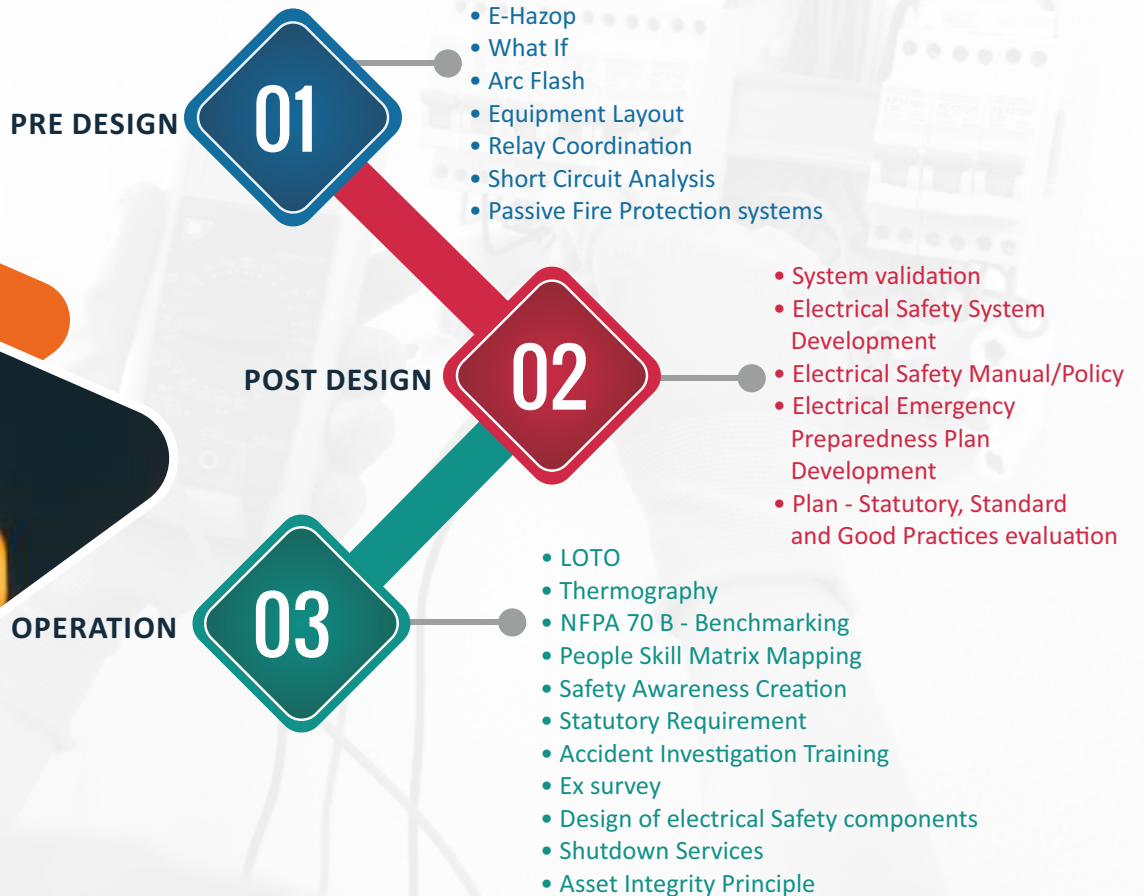 PRE DESIGN
01
• E-Hazop
• What If
• Arc Flash
• Equipment Layout
• Relay Coordination
• Short Circuit Analysis
• Passive Fire Protection systems
POST DESIGN
02
• System validation
• Electrical Safety System
Development
• Electrical Safety Manual/Policy
• Electrical Emergency
Preparedness Plan
Development
• Plan - Statutory, Standard
and Good Practices evaluation
OPERATION
03
• LOTO
• Thermography
• NFPA 70 B - Benchmarking
• People Skill Matrix Mapping
• Safety Awareness Creation
• Statutory Requirement
• Accident Investigation Training
• Ex survey
• Design of electrical Safety components
• Shutdown Services
• Asset Integrity Principle